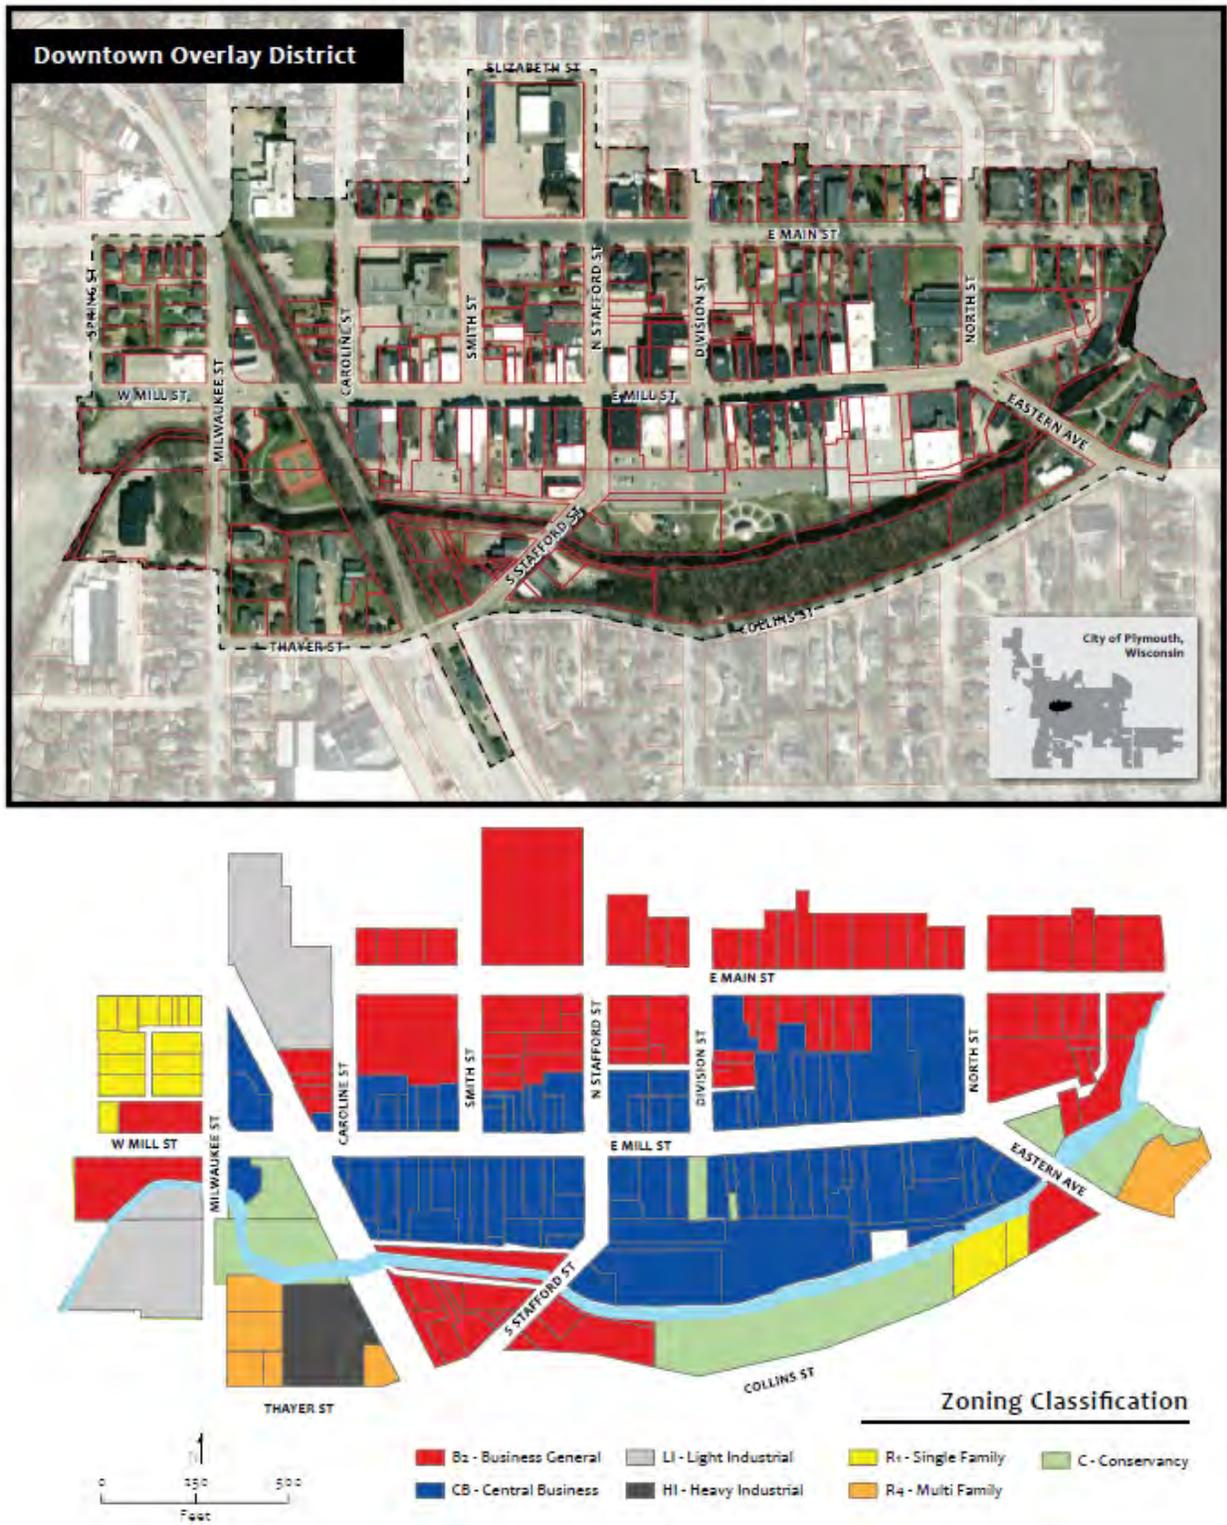 Downtown Overlay District
ELIZABETH ST
E MAIN ST
SPRING ST
MILWAUKEE ST
CAROLINE ST
SMITH ST
N STAFFORD ST
DIVISION ST
NORTH ST
W MILL ST
E MILL ST
EASTERN AVE
S STAFFORD ST
COLLINS ST
THAYER ST
City of Plymouth,
Wisconsin
E MAIN ST
MILWAUKEE ST
CAROLINE ST
SMITH ST
N STAFFORD ST
DIVISION ST
NORTH ST
W MILL ST
E MILL ST
EASTERN AVE
S STAFFORD ST
COLLINS ST
THAYER ST
Zoning Classification
B2 - Business General
LI - Light Industrial
R1 - Single Family
C - Conservancy
CB - Central Business
HI - Heavy Industrial
R4 - Multi Family
0 250 500
Feet